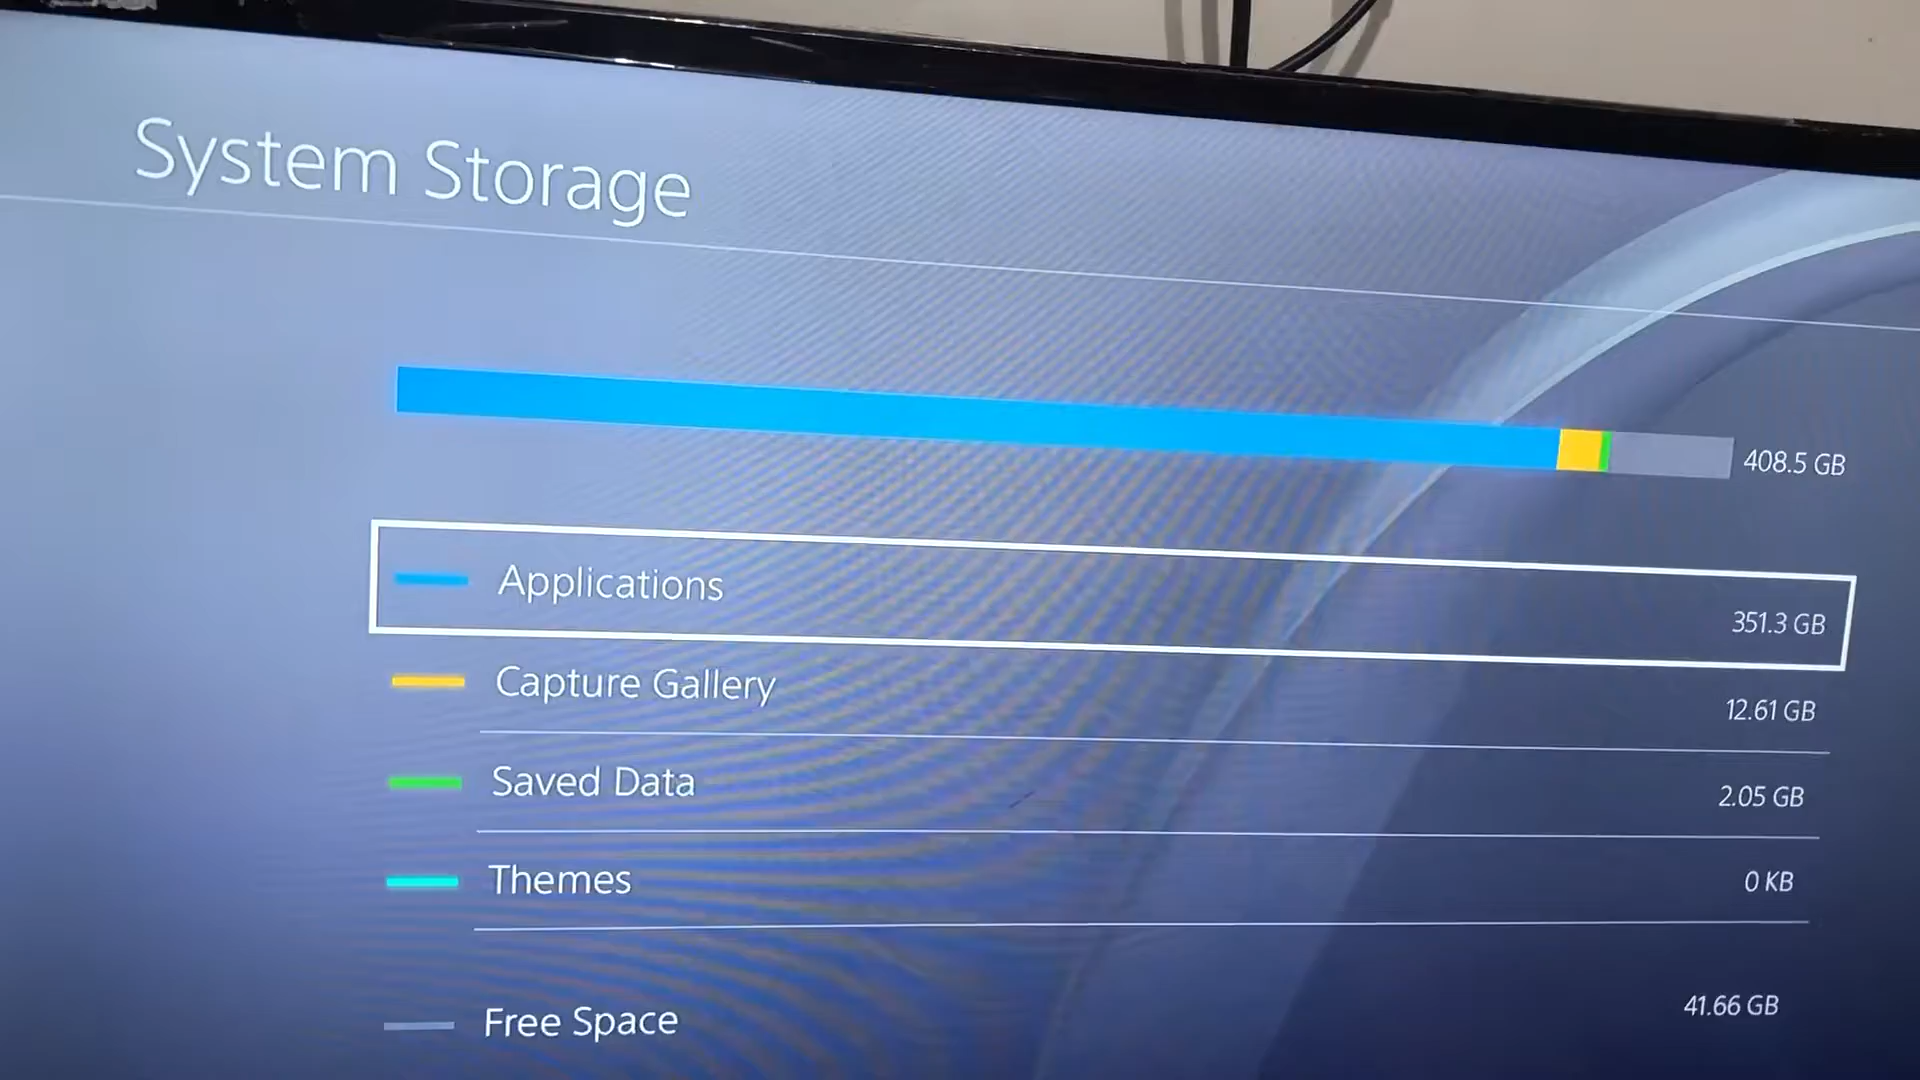 System Storage
408.5 GB
Applications 351.3 GB
Capture Gallery 12.61 GB
Saved Data 2.05 GB
Themes 0 KB
Free Space 41.66 GB